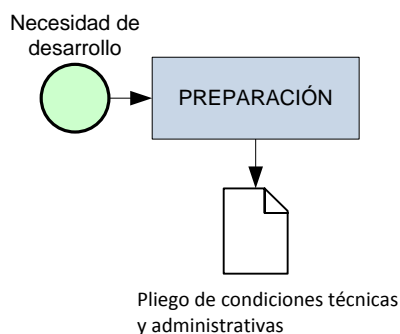 Necesidad de
desarrollo
PREPARACIÓN
Pliego de condiciones técnicas
y administrativas